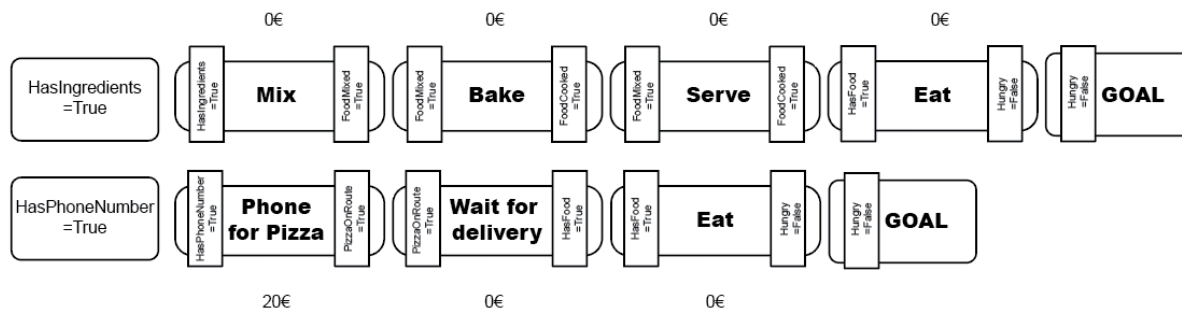 0€
0€
0€
0€
HasIngredients
=True
HasIngredients
=True
Mix
FoodMixed
=True
FoodMixed
=True
Bake
FoodCooked
=True
FoodMixed
=True
Serve
FoodCooked
=True
HasFood
=True
Eat
Hungry
=False
Hungry
=False
GOAL
HasPhoneNumber
=True
HasPhoneNumber
=True
Phone
for Pizza
PizzaOnRoute
=True
PizzaOnRoute
=True
Wait for
delivery
HasFood
=True
HasFood
=True
Eat
Hungry
=False
Hungry
=False
GOAL
20€
0€
0€